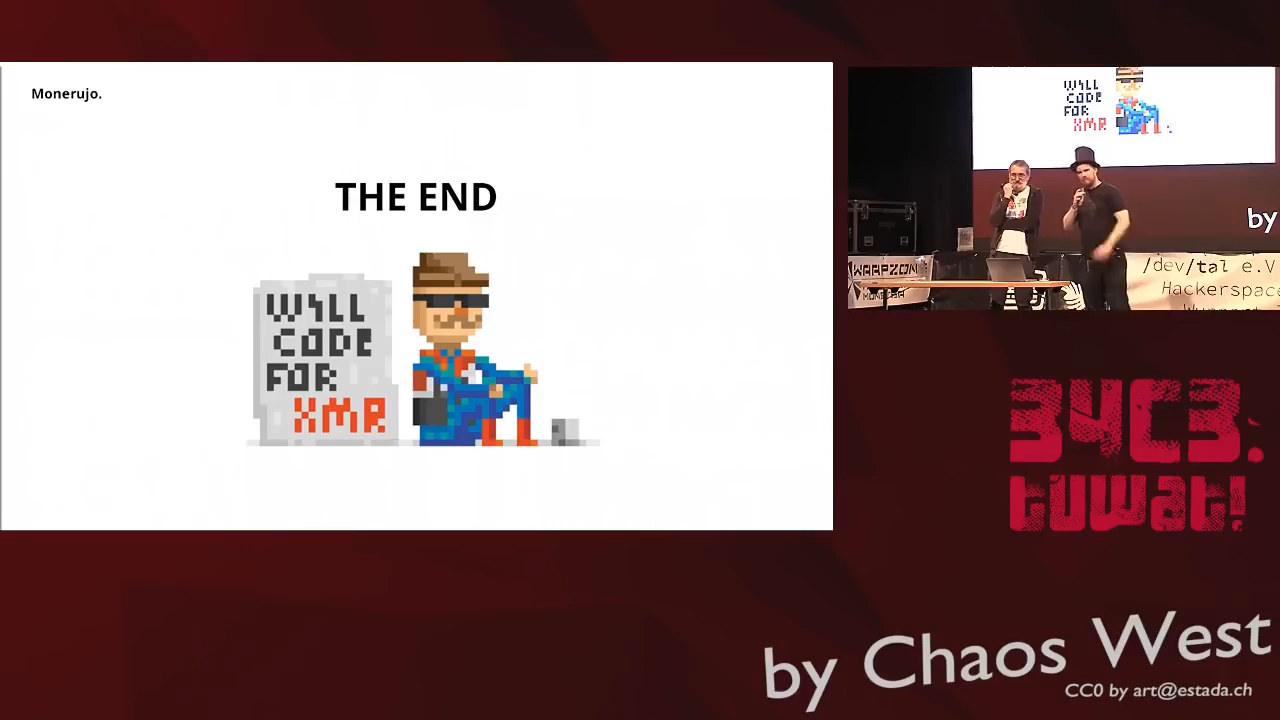 Monerujo.
THE END
WiLL
CODE
FOR
XMR
WiLL
CODE
FOR
XMR
by
WARPZON
/dev/tal e.V
Hackerspace
34C3.
tuwat!
by Chaos West
CC0 by art@estada.ch